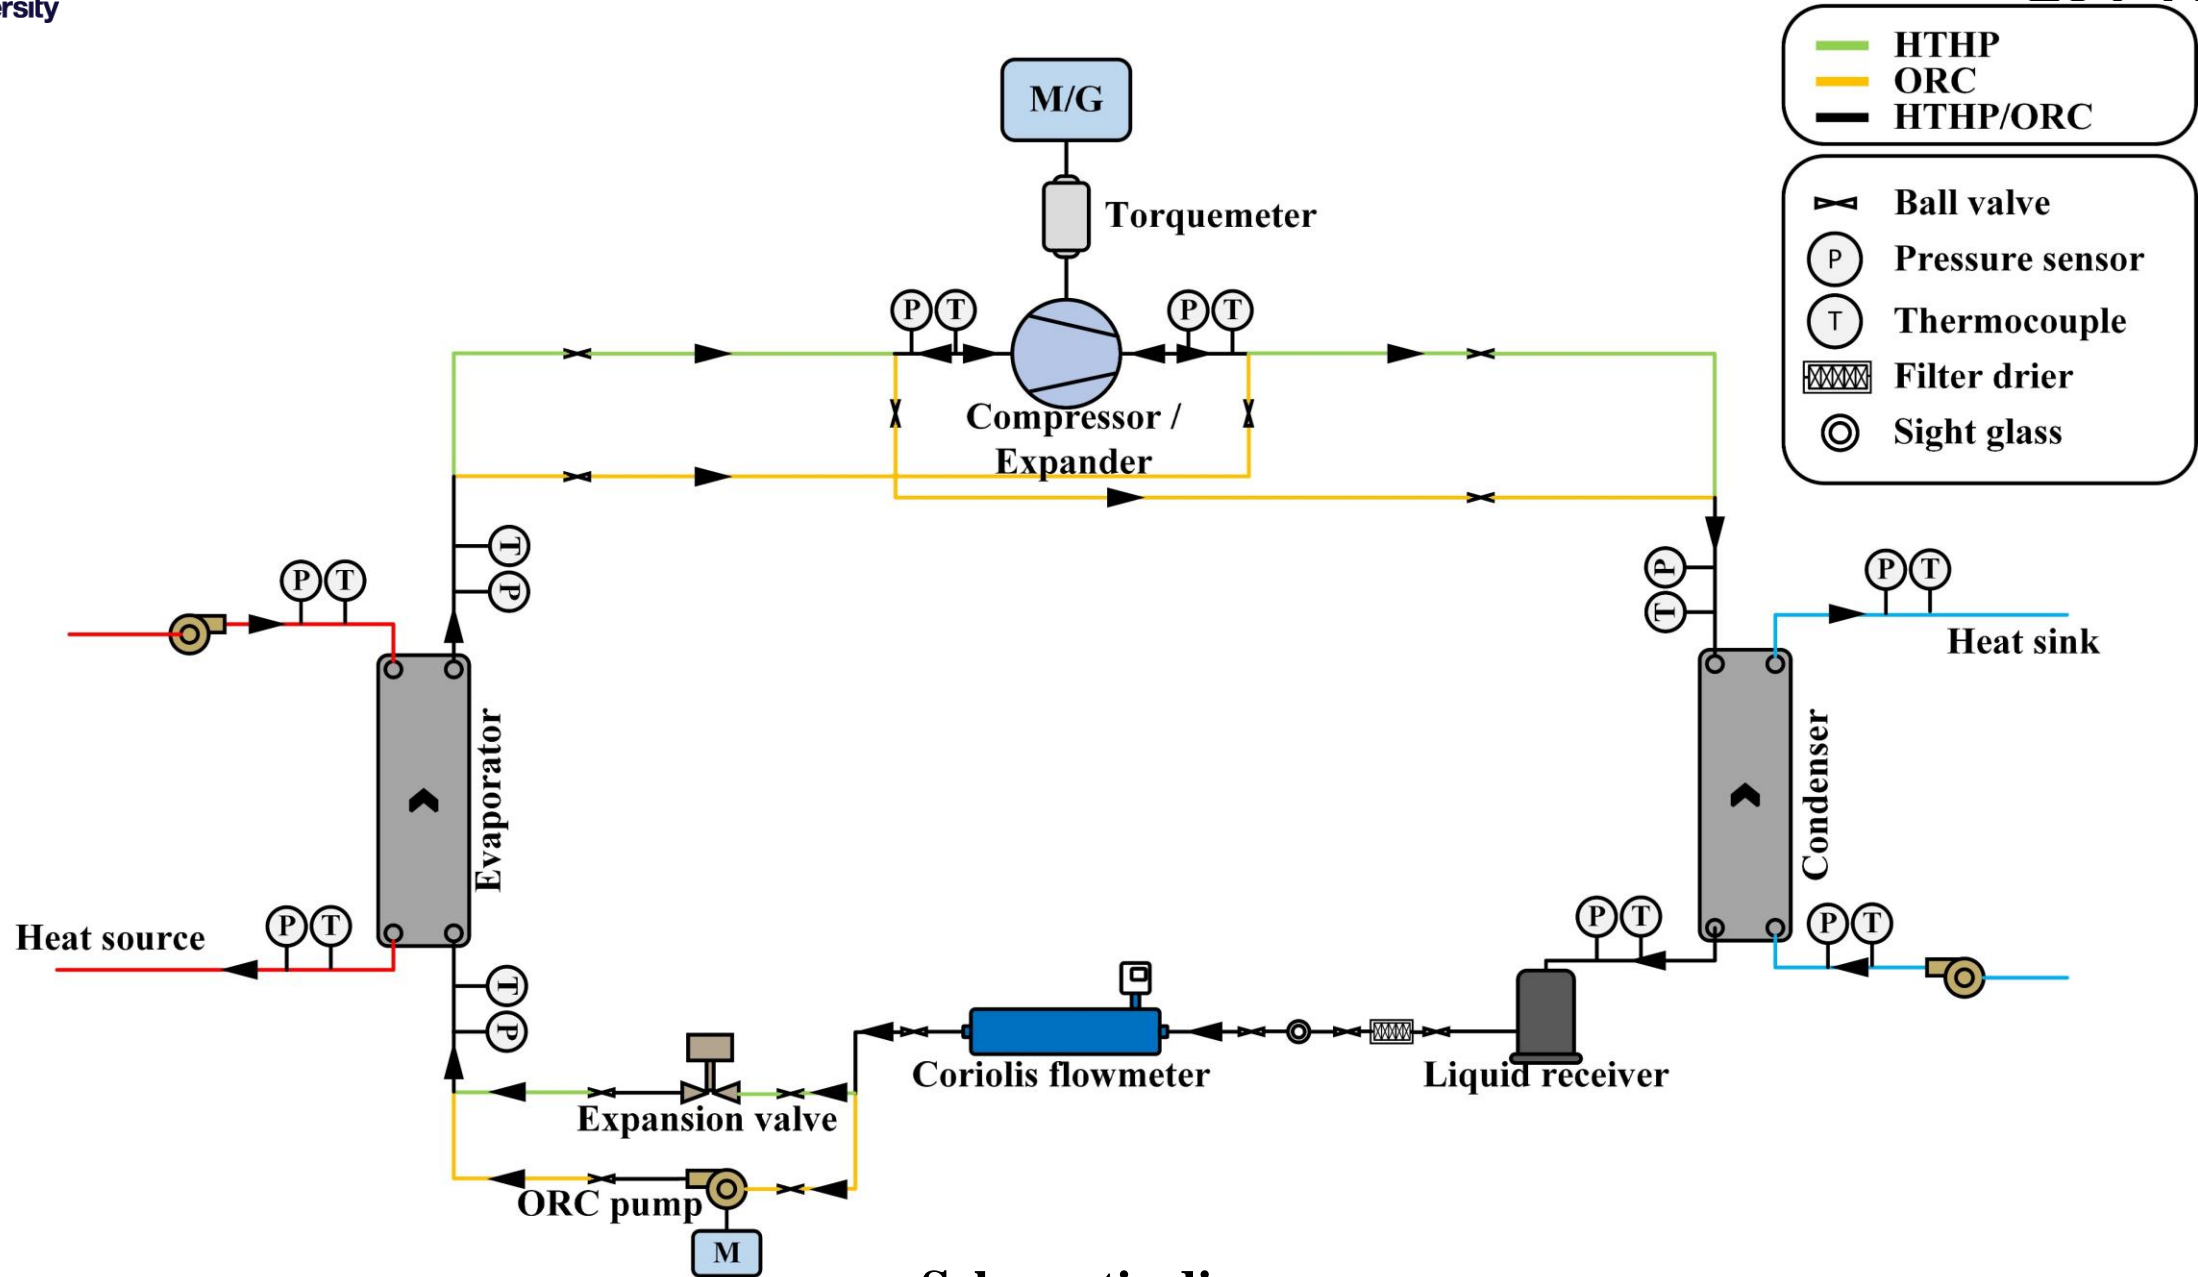 HTHP
ORC
HTHP/ORC
M/G
Torquemeter
Ball valve
P Pressure sensor
T Thermocouple
Filter drier
Sight glass
P T
P T
Compressor /
Expander
T
P
P T
P
T
P T
Heat sink
Evaporator
Condenser
P T
Heat source
P T
P T
T
P
Coriolis flowmeter
Liquid receiver
Expansion valve
ORC pump
M